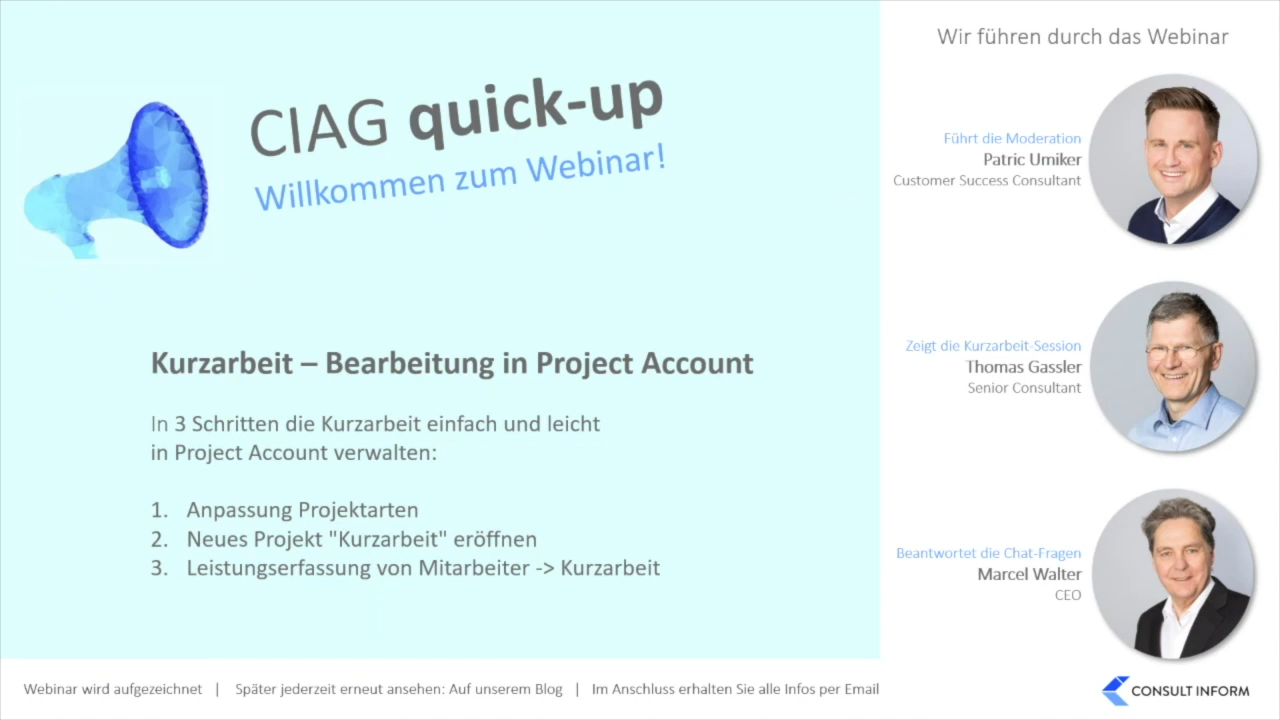 CIAG quick-up
Willkommen zum Webinar!
Kurzarbeit – Bearbeitung in Project Account
In 3 Schritten die Kurzarbeit einfach und leicht
in Project Account verwalten:
1. Anpassung Projektarten
2. Neues Projekt "Kurzarbeit" eröffnen
3. Leistungserfassung von Mitarbeiter -> Kurzarbeit
Wir führen durch das Webinar
Führt die Moderation
Patric Umiker
Customer Success Consultant
Zeigt die Kurzarbeit-Session
Thomas Gassler
Senior Consultant
Beantwortet die Chat-Fragen
Marcel Walter
CEO
Webinar wird aufgezeichnet | Später jederzeit erneut ansehen: Auf unserem Blog | Im Anschluss erhalten Sie alle Infos per Email
CONSULT INFORM